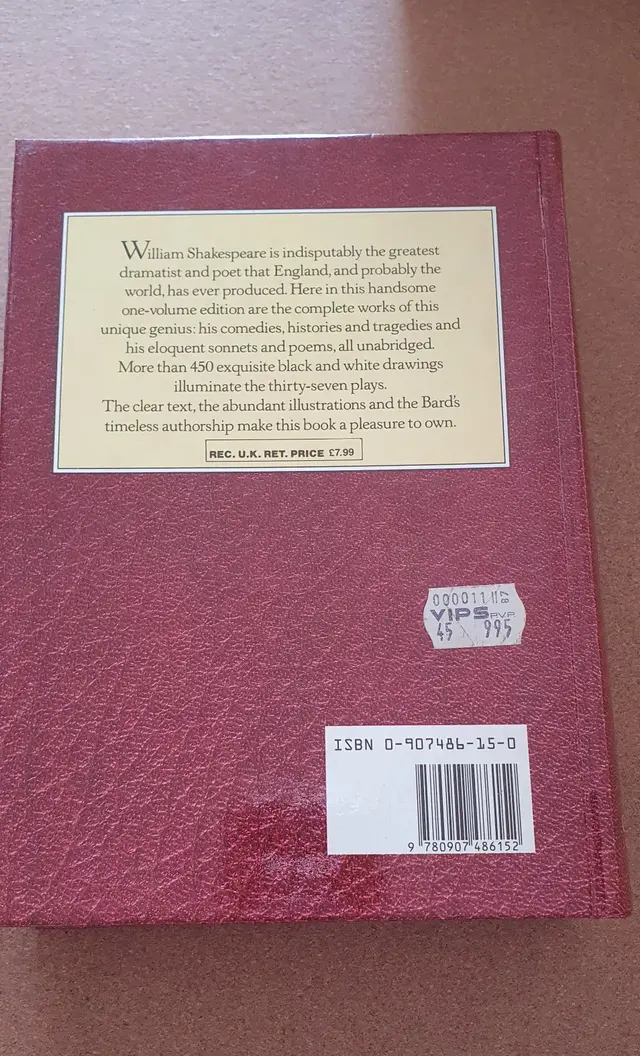 William Shakespeare is indisputably the greatest
dramatist and poet that England, and probably the
world, has ever produced. Here in this handsome
one-volume edition are the complete works of this
unique genius: his comedies, histories and tragedies and
his eloquent sonnets and poems, all unabridged.
More than 450 exquisite black and white drawings
illuminate the thirty-seven plays.
The clear text, the abundant illustrations and the Bard's
timeless authorship make this book a pleasure to own.
REC. U.K. RET. PRICE £7.99
VIPS P.V.P.
45 995
ISBN 0-907486-15-0
9 780907 486152